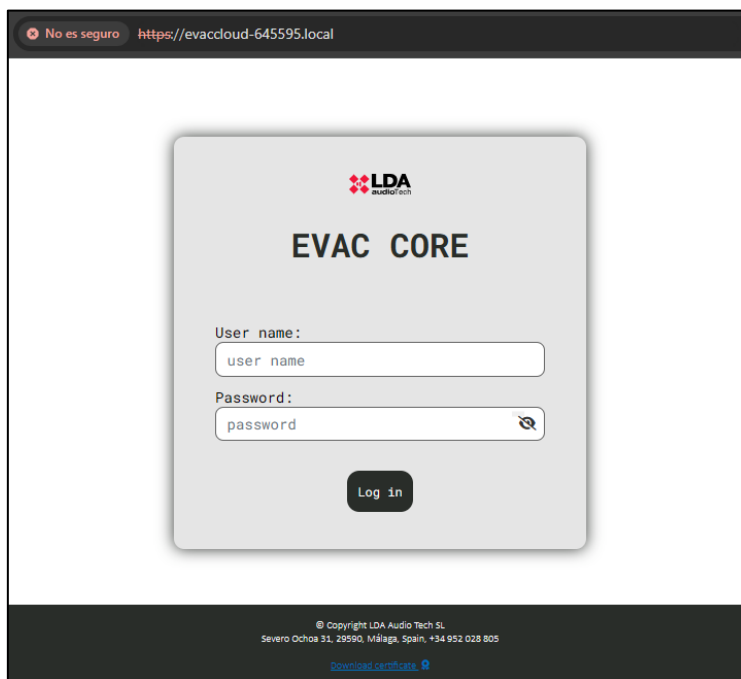 No es seguro https://evaccloud-645595.local
LDA
audioTech
EVAC CORE
User name:
user name
Password:
password
Log in
© Copyright LDA Audio Tech SL
Severo Ochoa 31, 29590, Málaga, Spain, +34 952 028 805
Download certificate